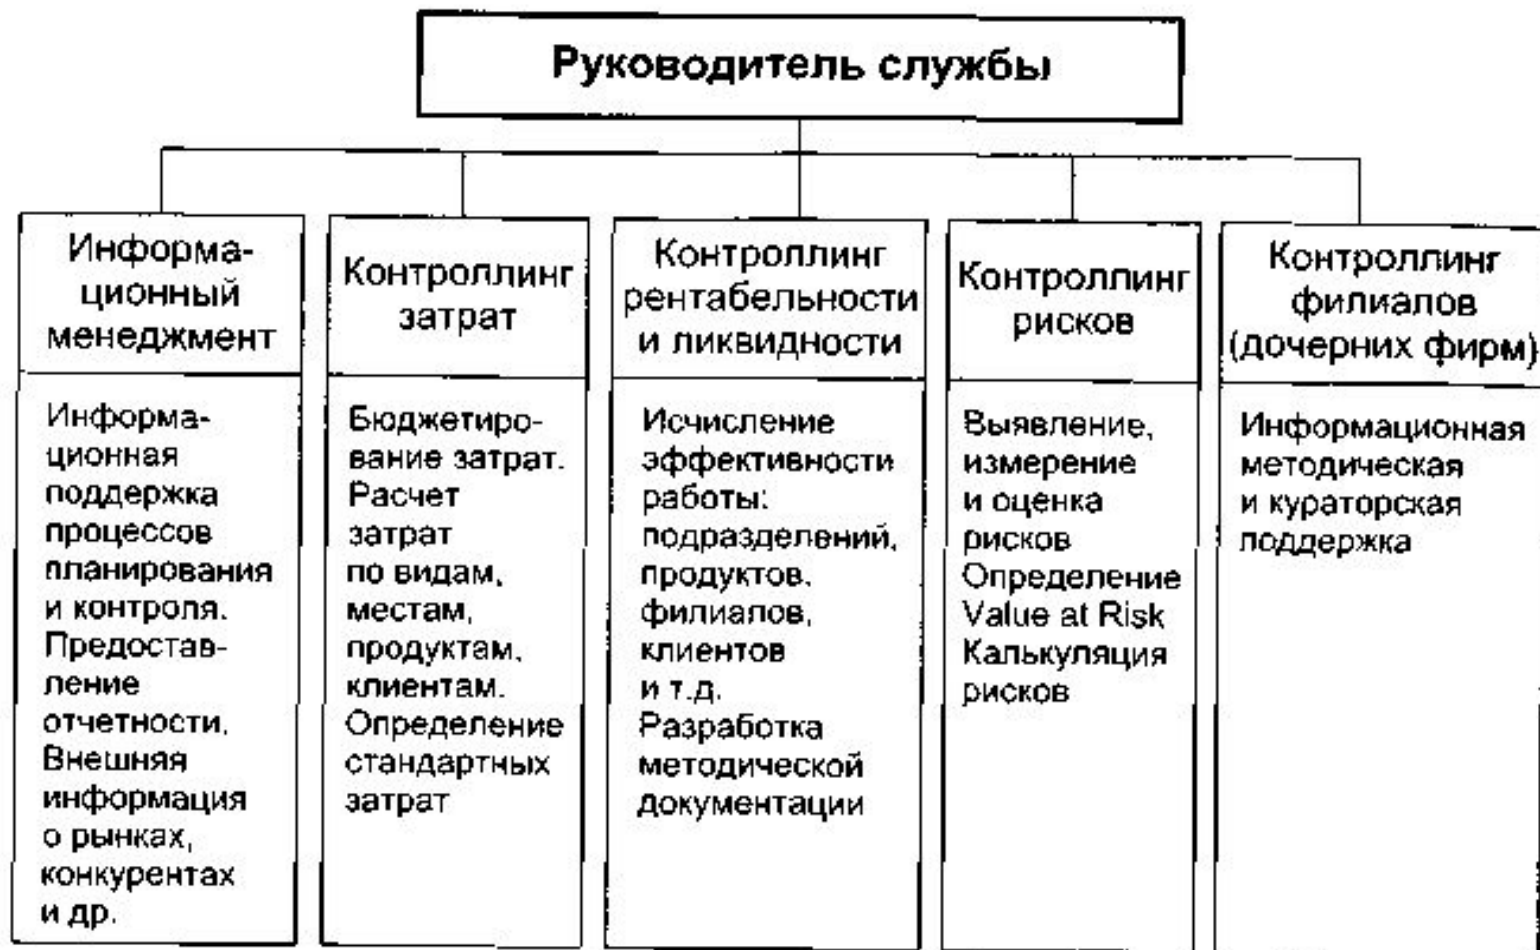 Руководитель службы
Информа-
ционный
менеджмент
Информа-
ционная
поддержка
процессов
планирования
и контроля.
Предостав-
ление
отчетности.
Внешняя
информация
о рынках,
конкурентах
и др.
Контроллинг
затрат
Бюджетиро-
вание затрат.
Расчет
затрат
по видам,
местам,
продуктам,
клиентам.
Определение
стандартных
затрат
Контроллинг
рентабельности
и ликвидности
Исчисление
эффективности
работы:
подразделений,
продуктов,
филиалов,
клиентов
и т.д.
Разработка
методической
документации
Контроллинг
рисков
Выявление,
измерение
и оценка
рисков
Определение
Value at Risk
Калькуляция
рисков
Контроллинг
филиалов
(дочерних фирм)
Информационная
методическая
и кураторская
поддержка